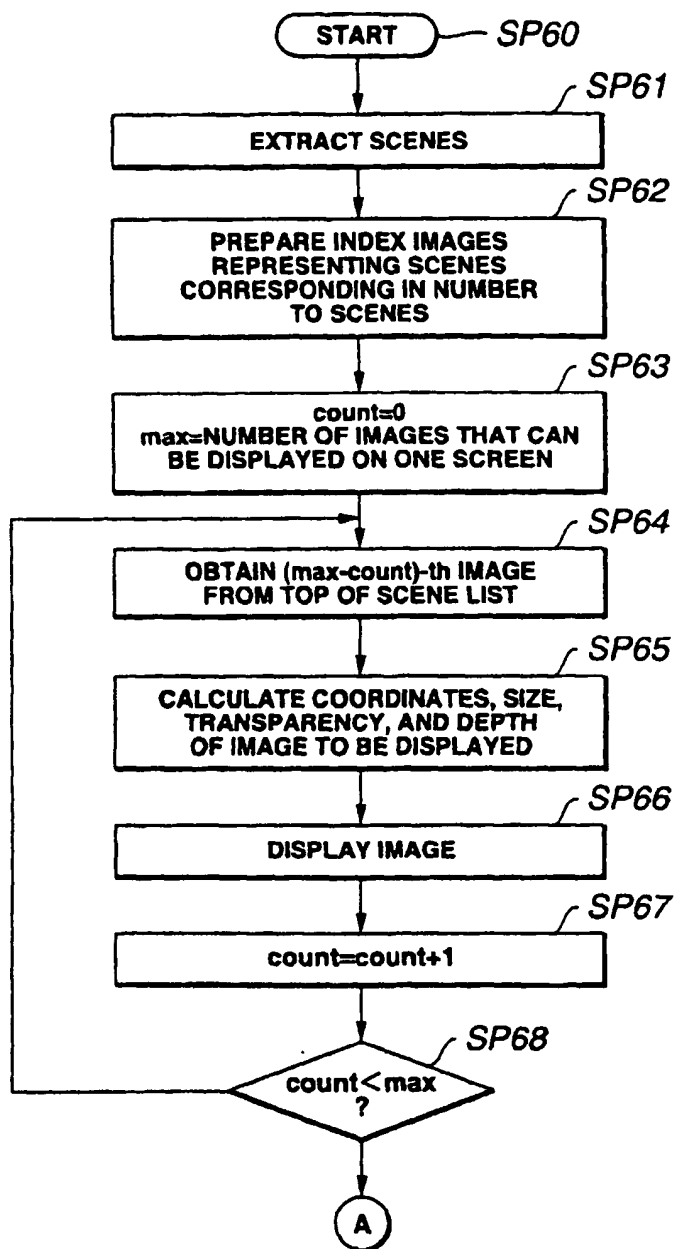 START
SP60
SP61
EXTRACT SCENES
SP62
PREPARE INDEX IMAGES
REPRESENTING SCENES
CORRESPONDING IN NUMBER
TO SCENES
SP63
count=0
max=NUMBER OF IMAGES THAT CAN
BE DISPLAYED ON ONE SCREEN
SP64
OBTAIN (max-count)-th IMAGE
FROM TOP OF SCENE LIST
SP65
CALCULATE COORDINATES, SIZE,
TRANSPARENCY, AND DEPTH
OF IMAGE TO BE DISPLAYED
SP66
DISPLAY IMAGE
SP67
count=count+1
SP68
count<max
?
A